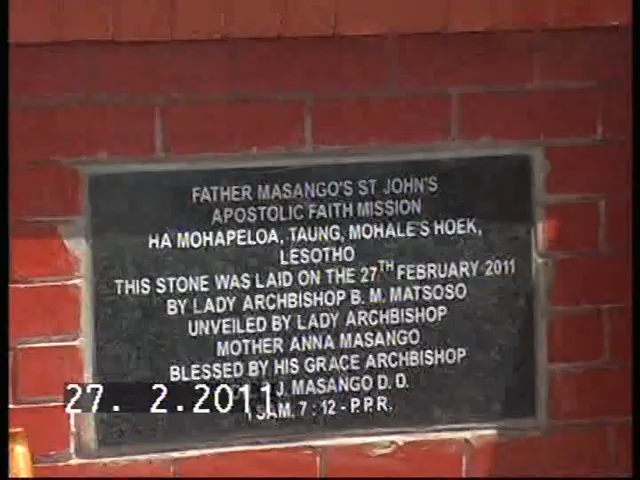 FATHER MASANGO'S ST JOHN'S
APOSTOLIC FAITH MISSION
HA MOHAPELOA, TAUNG, MOHALE'S HOEK,
LESOTHO
THIS STONE WAS LAID ON THE 27TH FEBRUARY 2011
BY LADY ARCHBISHOP B. M. MATSOSO
UNVEILED BY LADY ARCHBISHOP
MOTHER ANNA MASANGO
BLESSED BY HIS GRACE ARCHBISHOP
J. MASANGO D. D.
1 SAM. 7 : 12 - P.P.R.
27. 2.2011